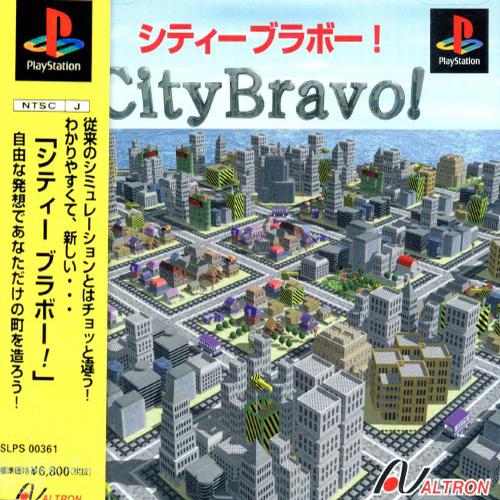 PlayStation
NTSC J
従来のシミュレーションとはチョッと違う!
わかりやすくて、新しい・・・
「シティー ブラボー!」
自由な発想であなただけの町を造ろう!
SLPS 00361
標準価格¥6,800(税抜)
シティーブラボー!
CityBravo!
PlayStation
ALTRON
ALTRON